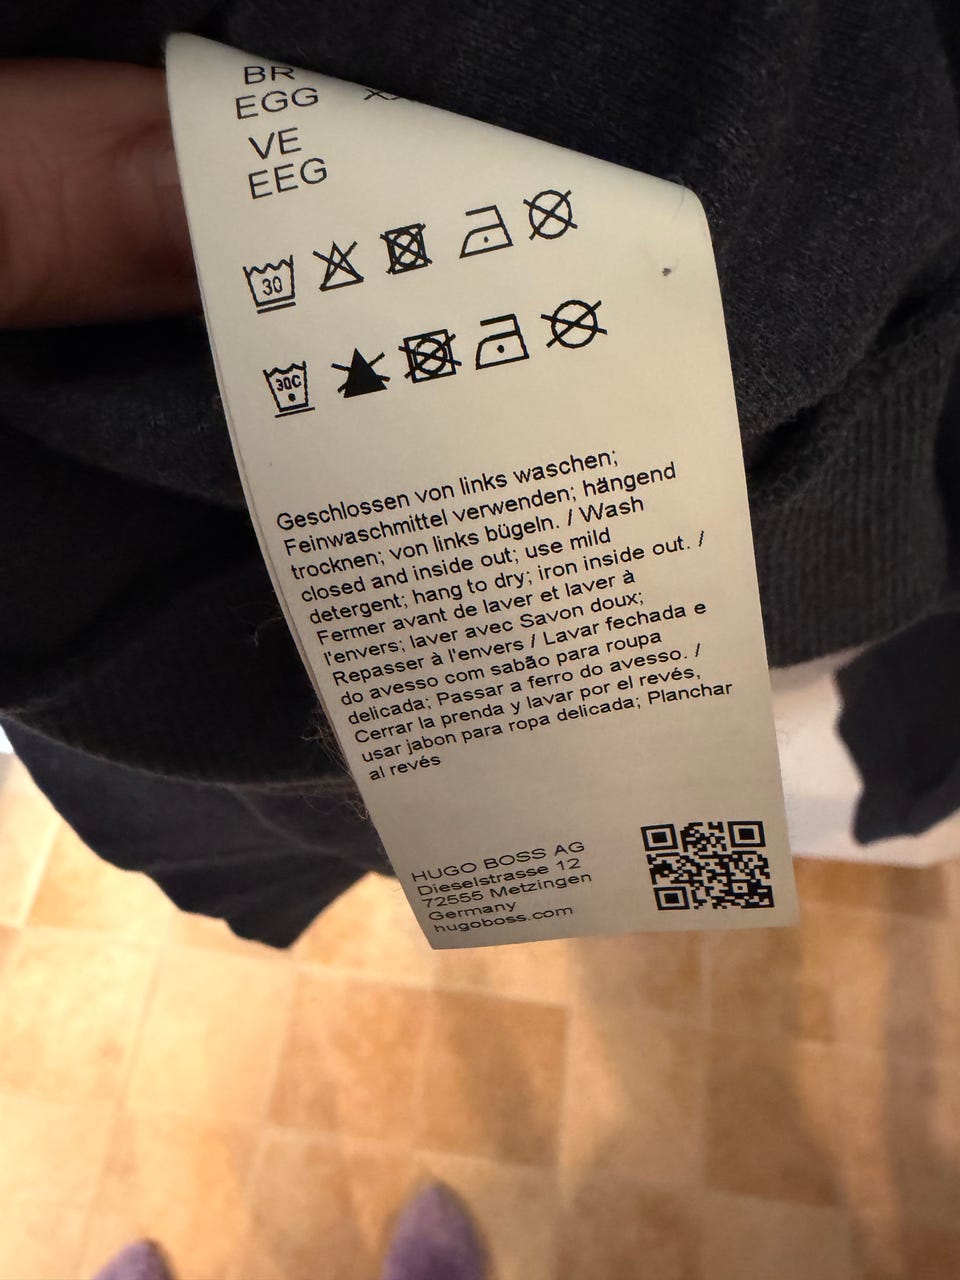 BR
EGG
VE
EEG
30
30C
Geschlossen von links waschen;
Feinwaschmittel verwenden; hängend
trocknen; von links bügeln. / Wash
closed and inside out; use mild
detergent; hang to dry; iron inside out. /
Fermer avant de laver et laver à
l'envers; laver avec Savon doux;
Repasser à l'envers / Lavar fechada e
do avesso com sabão para roupa
delicada; Passar a ferro do avesso. /
Cerrar la prenda y lavar por el revés,
usar jabon para ropa delicada; Planchar
al revés
HUGO BOSS AG
Dieselstrasse 12
72555 Metzingen
Germany
hugoboss.com